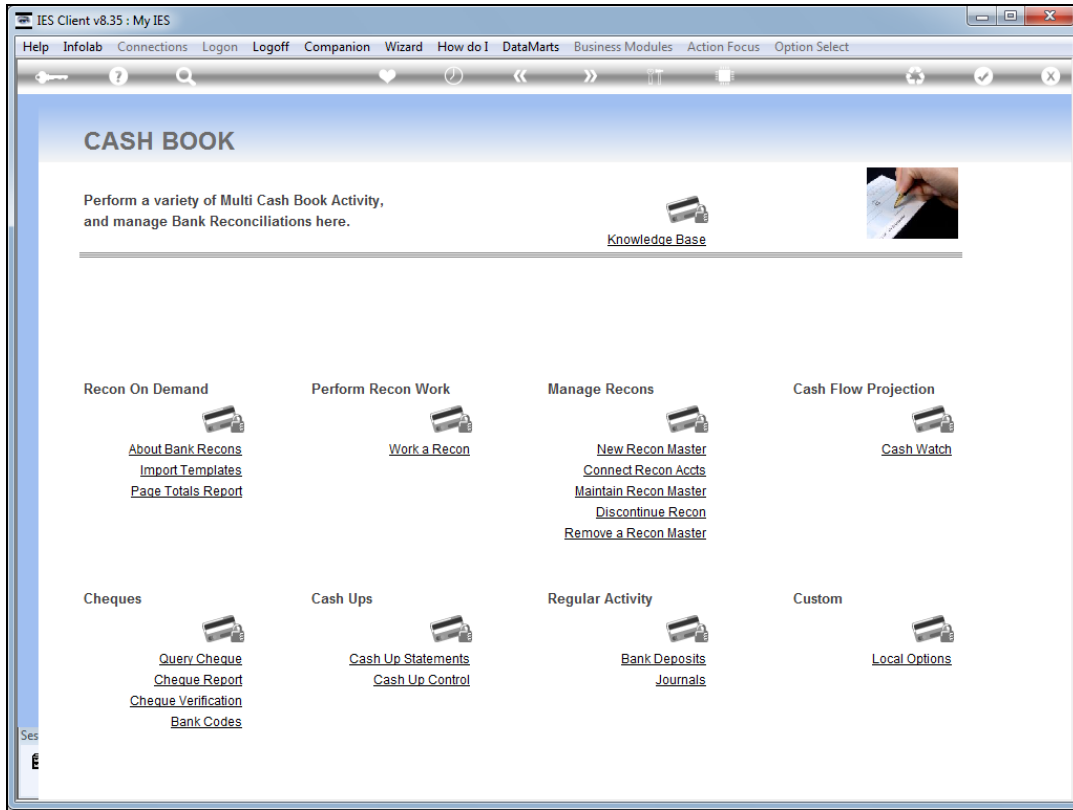 IES Client v8.35 : My IES
Help Infolab Connections Logon Logoff Companion Wizard How do I DataMarts Business Modules Action Focus Option Select
CASH BOOK
Perform a variety of Multi Cash Book Activity,
and manage Bank Reconciliations here.
Knowledge Base
Recon On Demand
About Bank Recons
Import Templates
Page Totals Report
Perform Recon Work
Work a Recon
Manage Recons
New Recon Master
Connect Recon Accts
Maintain Recon Master
Discontinue Recon
Remove a Recon Master
Cash Flow Projection
Cash Watch
Cheques
Query Cheque
Cheque Report
Cheque Verification
Bank Codes
Cash Ups
Cash Up Statements
Cash Up Control
Regular Activity
Bank Deposits
Journals
Custom
Local Options
Ses